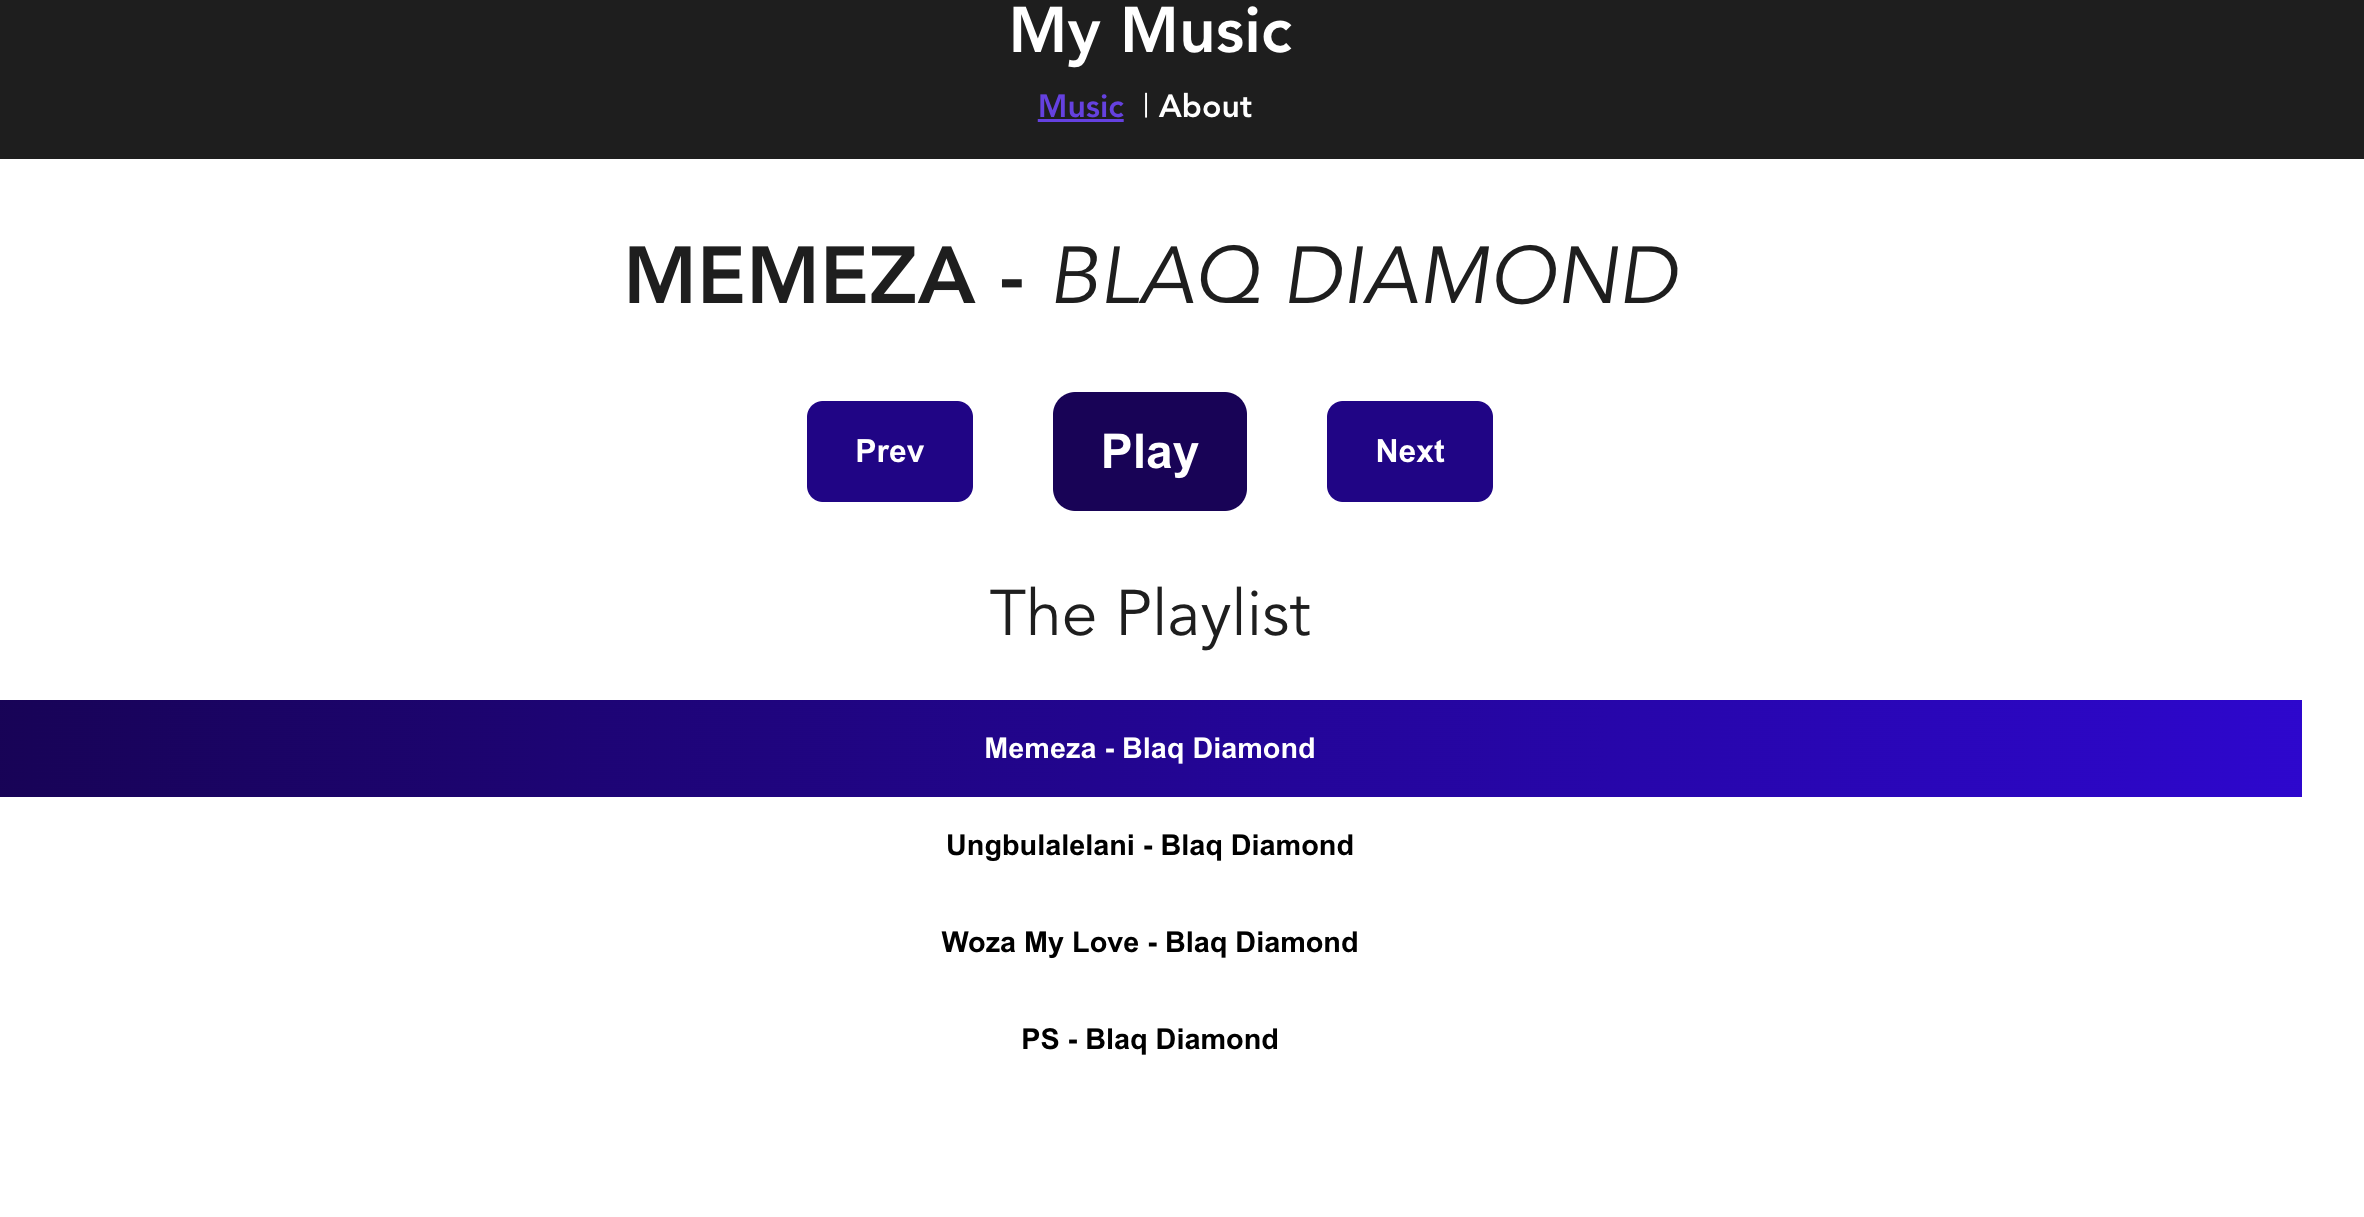 My Music
Music | About
MEMEZA - BLAQ DIAMOND
Prev Play Next
The Playlist
Memeza - Blaq Diamond
Ungbulalelani - Blaq Diamond
Woza My Love - Blaq Diamond
PS - Blaq Diamond